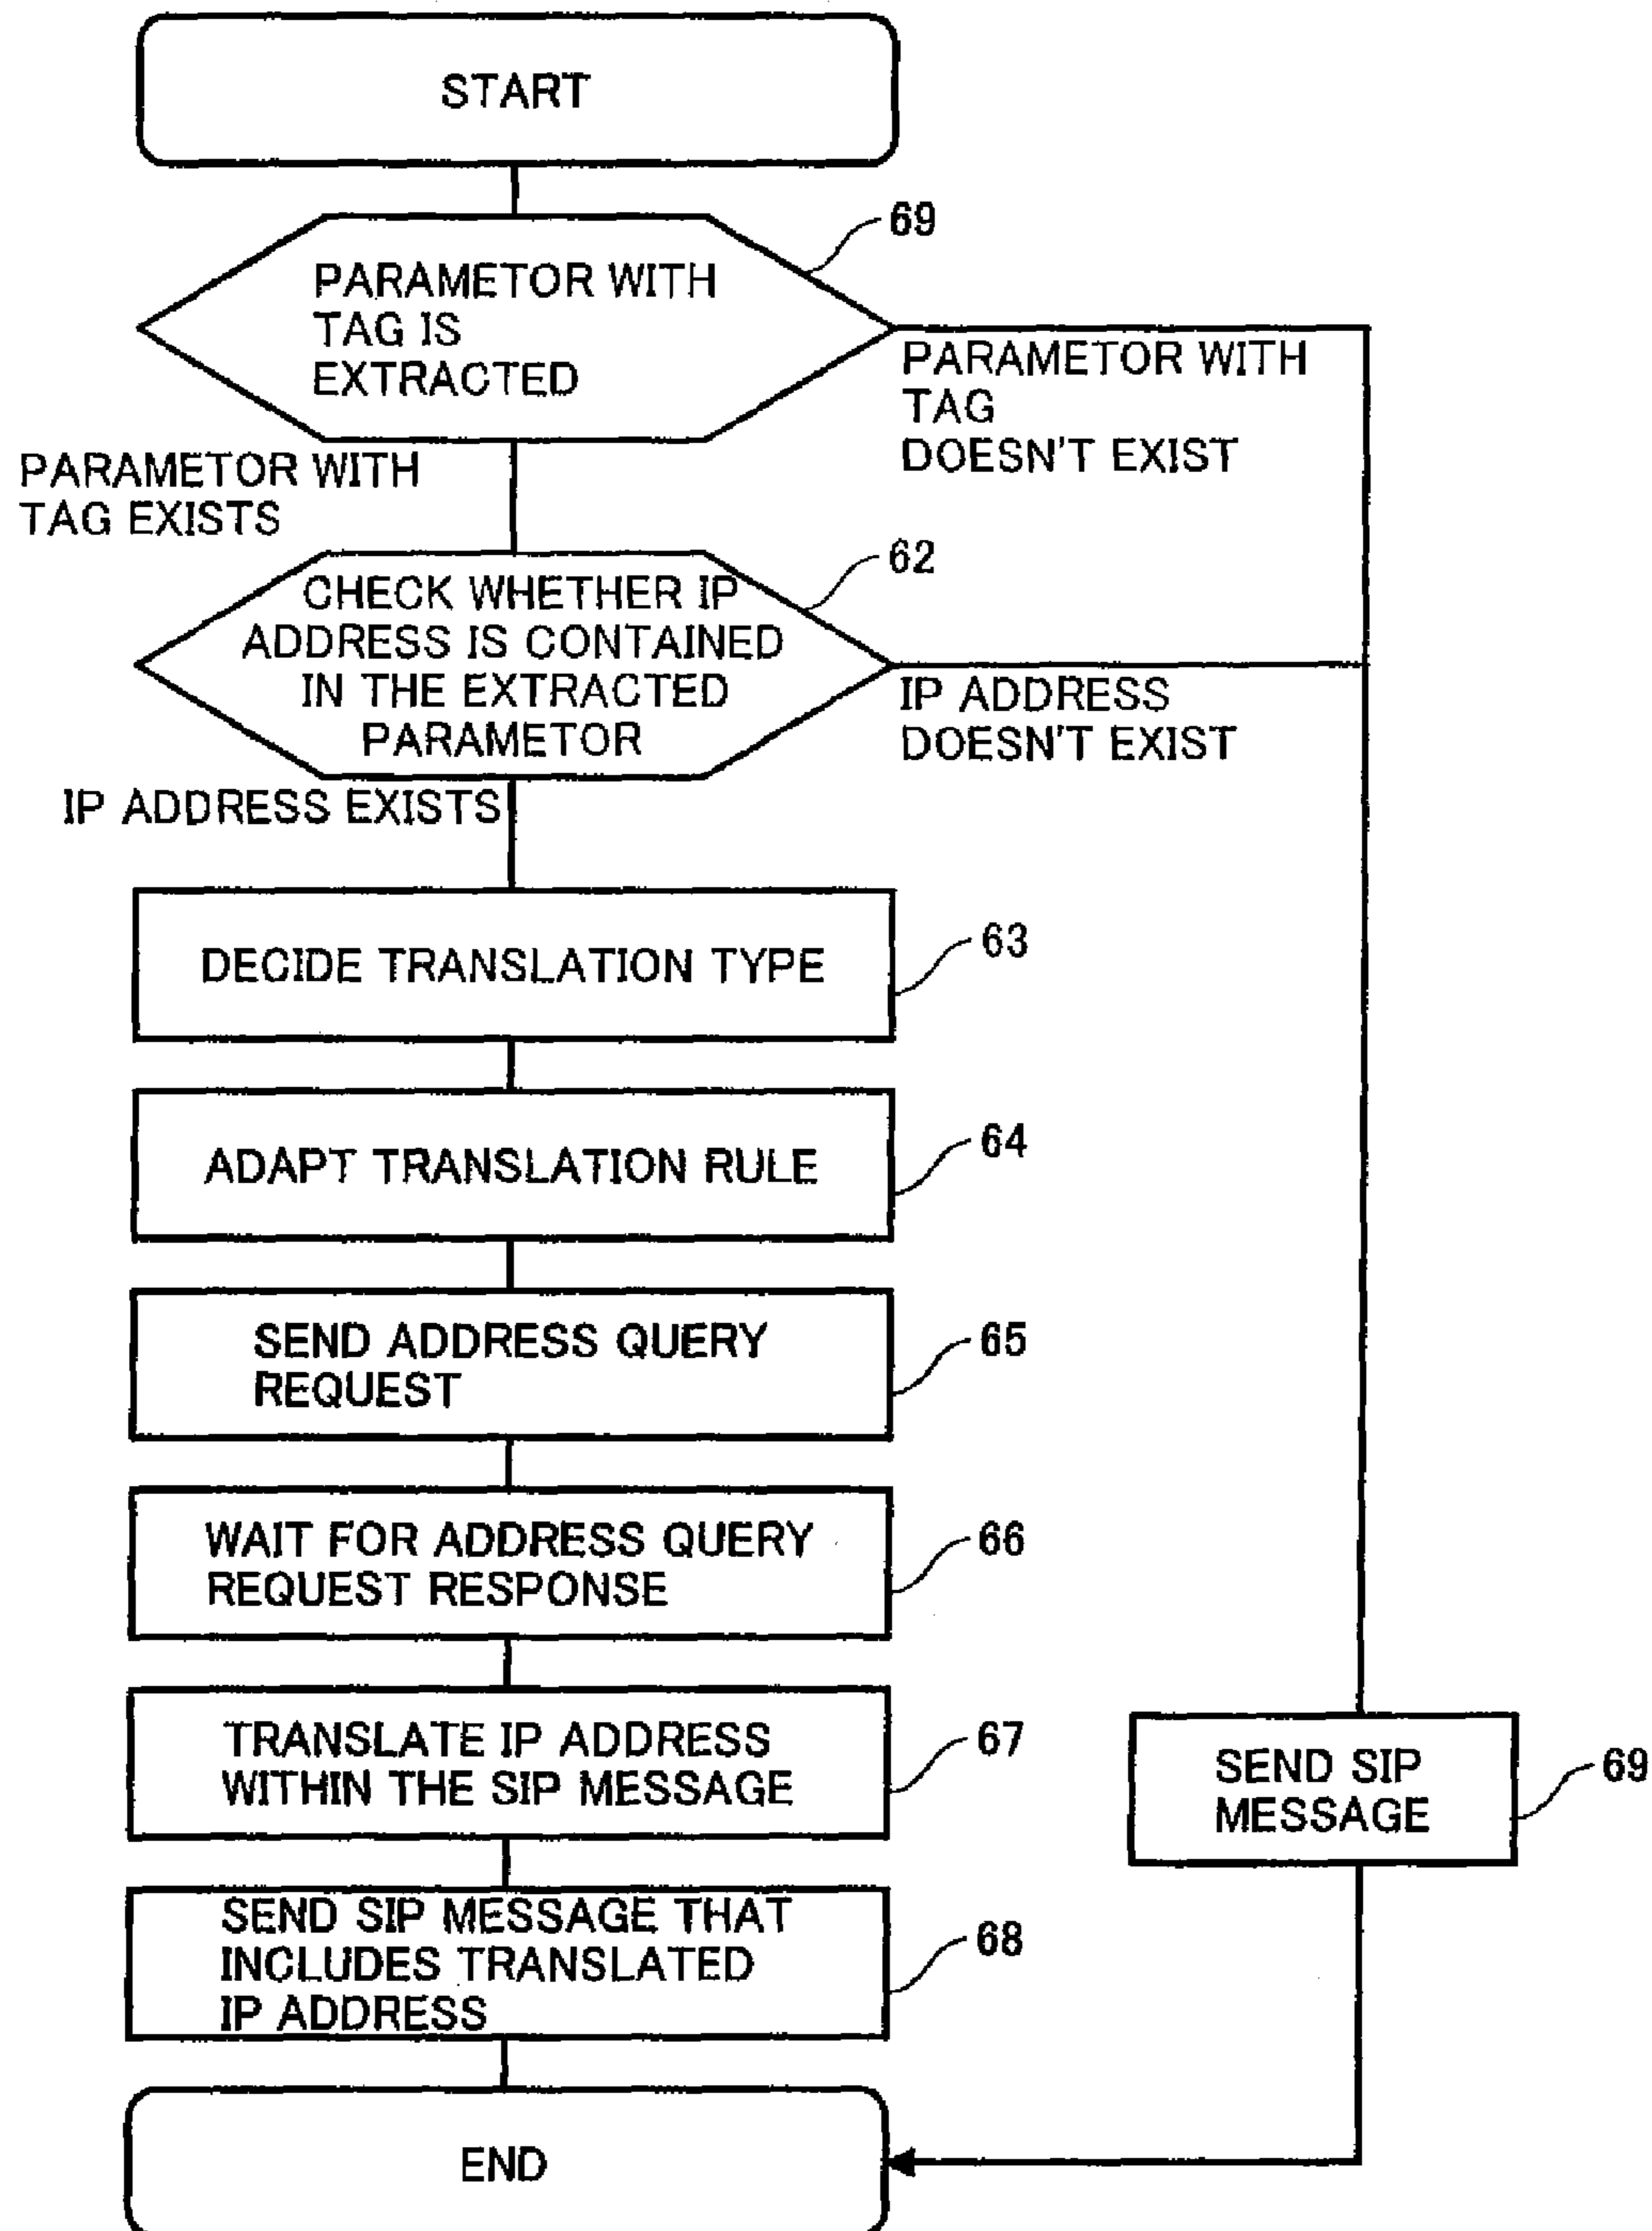 START
69
PARAMETOR WITH
TAG IS
EXTRACTED
PARAMETOR WITH
TAG
DOESN'T EXIST
PARAMETOR WITH
TAG EXISTS
62
CHECK WHETHER IP
ADDRESS IS CONTAINED
IN THE EXTRACTED
PARAMETOR
IP ADDRESS
DOESN'T EXIST
IP ADDRESS EXISTS
DECIDE TRANSLATION TYPE
63
ADAPT TRANSLATION RULE
64
SEND ADDRESS QUERY
REQUEST
65
WAIT FOR ADDRESS QUERY
REQUEST RESPONSE
66
TRANSLATE IP ADDRESS
WITHIN THE SIP MESSAGE
67
SEND SIP
MESSAGE
69
SEND SIP MESSAGE THAT
INCLUDES TRANSLATED
IP ADDRESS
68
END